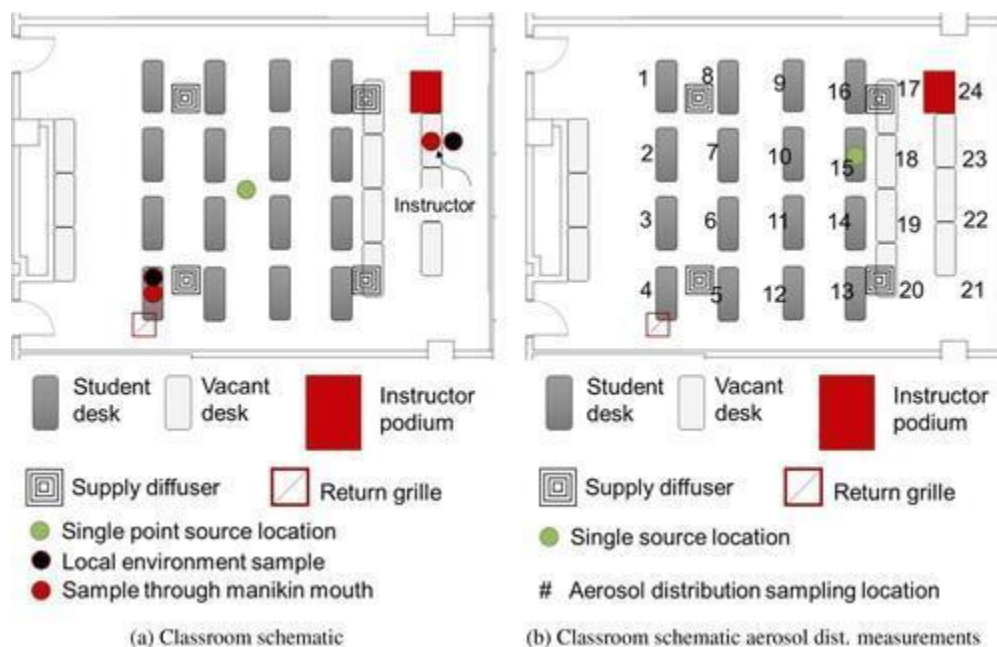 Instructor
Student desk
Vacant desk
Instructor podium
Supply diffuser
Return grille
Single point source location
Local environment sample
Sample through manikin mouth
(a) Classroom schematic
1 8 9 16 17 24
2 7 10 15 18 23
3 6 11 14 19 22
4 5 12 13 20 21
Student desk
Vacant desk
Instructor podium
Supply diffuser
Return grille
Single source location
# Aerosol distribution sampling location
(b) Classroom schematic aerosol dist. measurements